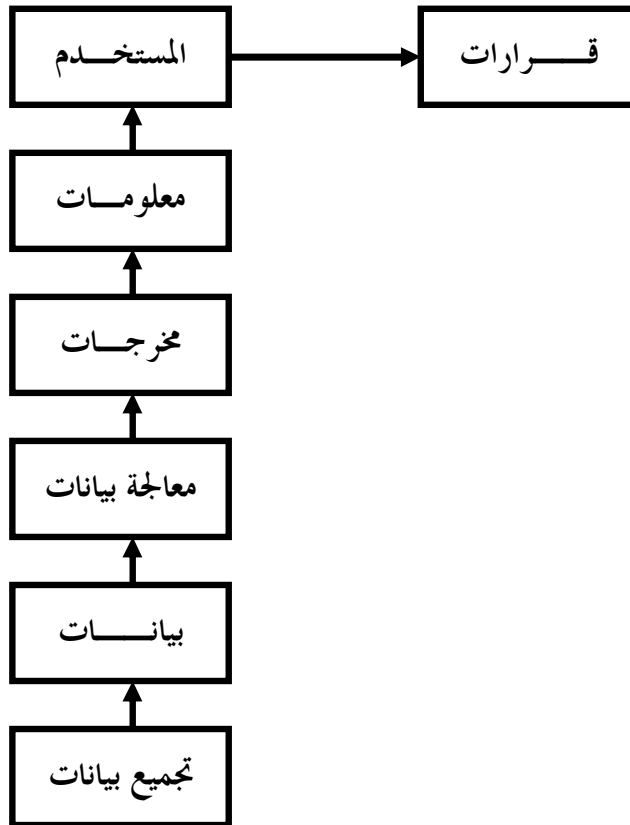 المستخدم
قرارات
معلومات
مخرجات
معالجة بيانات
بيانات
تجميع بيانات